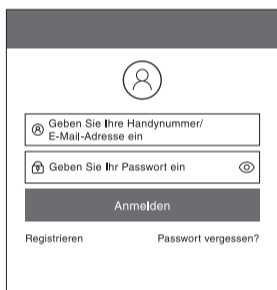 Geben Sie Ihre Handynummer/
E-Mail-Adresse ein
Geben Sie Ihr Passwort ein
Anmelden
Registrieren Passwort vergessen?